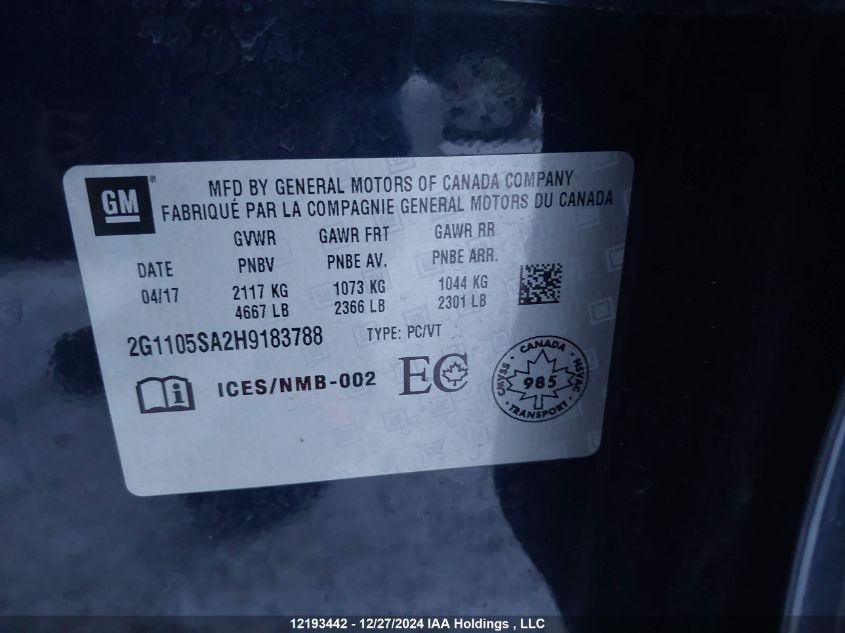 GM ®
MFD BY GENERAL MOTORS OF CANADA COMPANY
FABRIQUÉ PAR LA COMPAGNIE GENERAL MOTORS DU CANADA
GVWR GAWR FRT GAWR RR
DATE PNBV PNBE AV. PNBE ARR.
04/17 2117 KG 1073 KG 1044 KG
4667 LB 2366 LB 2301 LB
2G1105SA2H9183788 TYPE: PC/VT
i ICES/NMB-002 EC
CANADA
CMVSS 985 NSVAC
TRANSPORT
12193442 - 12/27/2024 IAA Holdings , LLC